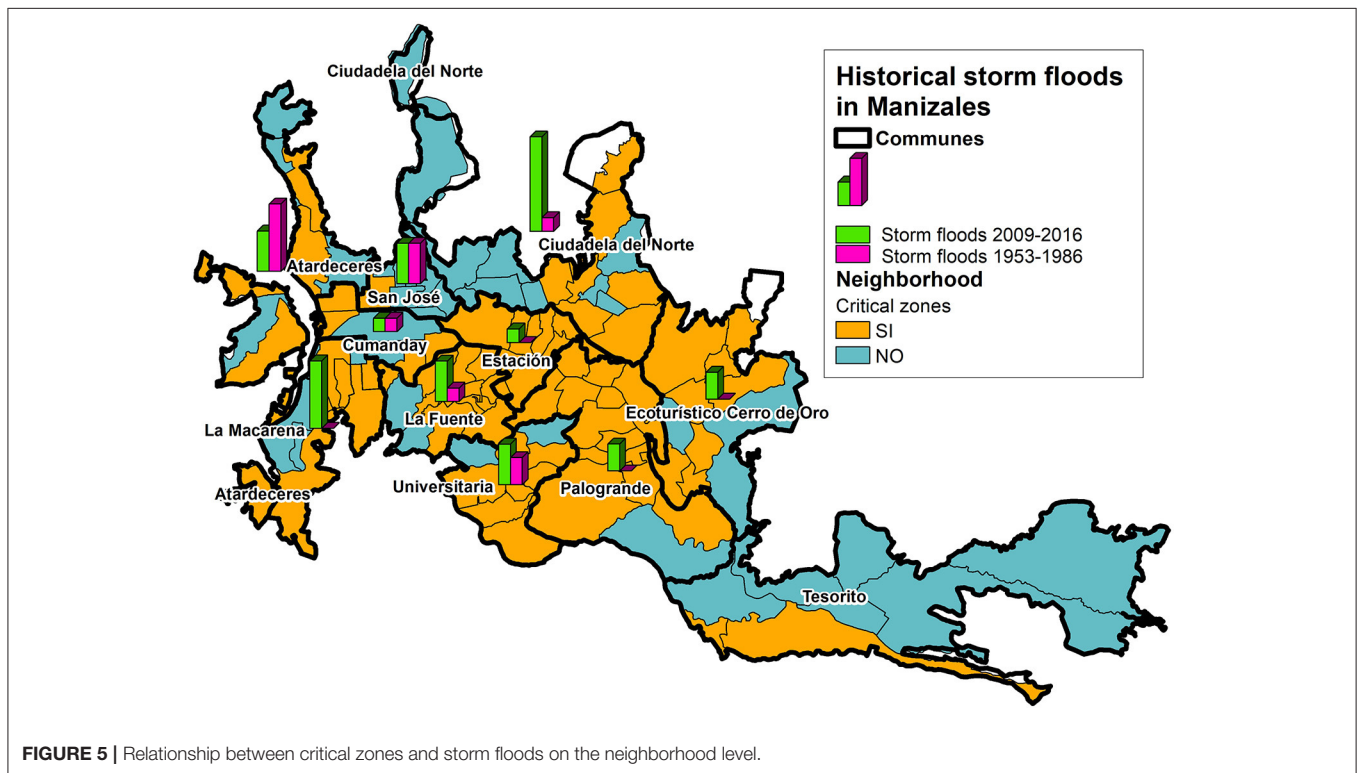 Ciudadela del Norte
Historical storm floods
in Manizales
Communes
Storm floods 2009-2016
Storm floods 1953-1986
Neighborhood
Critical zones
SI
NO
Ciudadela del Norte
Atardeceres
San José
Cumanday
Estación
La Fuente
Ecoturístico Cerro de Oro
La Macarena
Universitaria
Palogrande
Atardeceres
Tesorito
FIGURE 5 | Relationship between critical zones and storm floods on the neighborhood level.